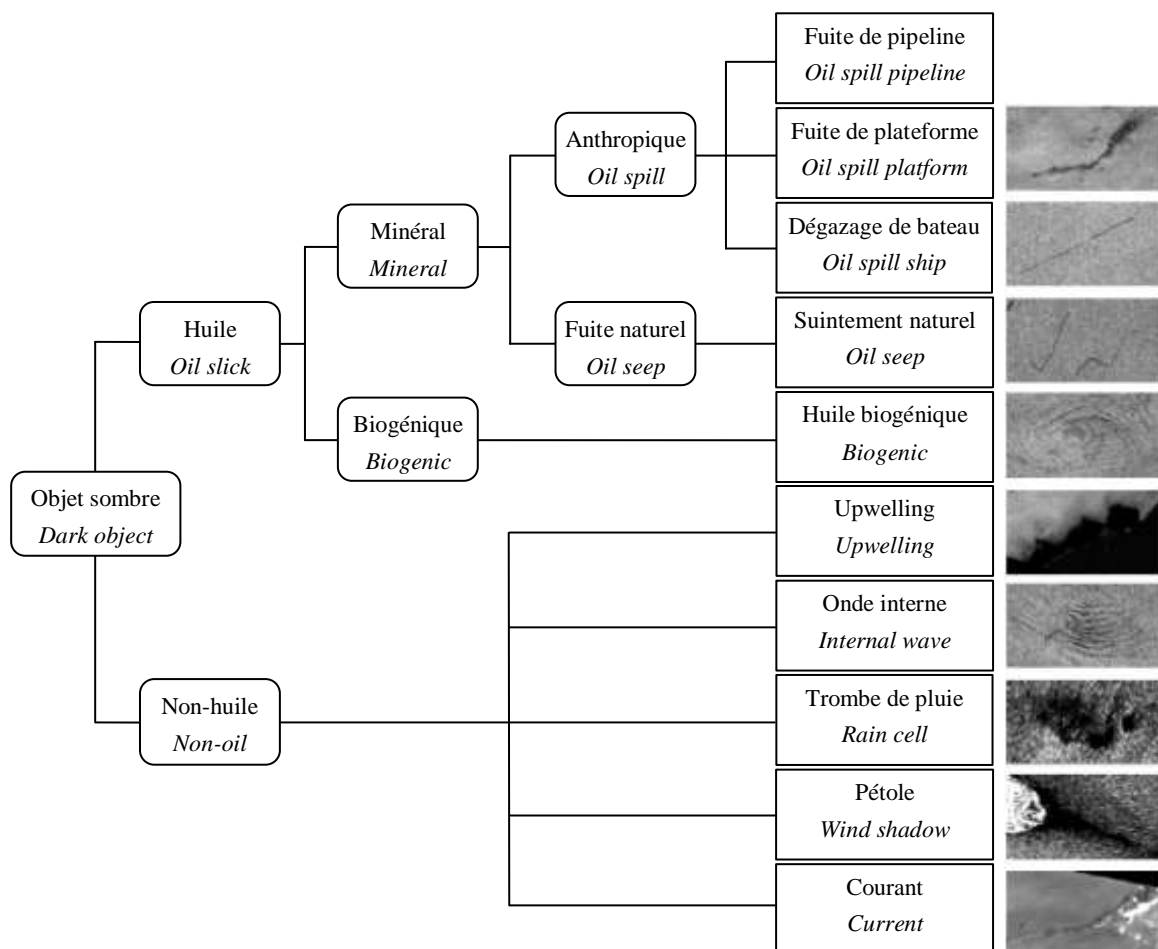 Fuite de pipeline
Oil spill pipeline
Anthropique
Oil spill
Fuite de plateforme
Oil spill platform
Minéral
Mineral
Dégazage de bateau
Oil spill ship
Huile
Oil slick
Fuite naturel
Oil seep
Suintement naturel
Oil seep
Biogénique
Biogenic
Huile biogénique
Biogenic
Objet sombre
Dark object
Upwelling
Upwelling
Onde interne
Internal wave
Non-huile
Non-oil
Trombe de pluie
Rain cell
Pétole
Wind shadow
Courant
Current